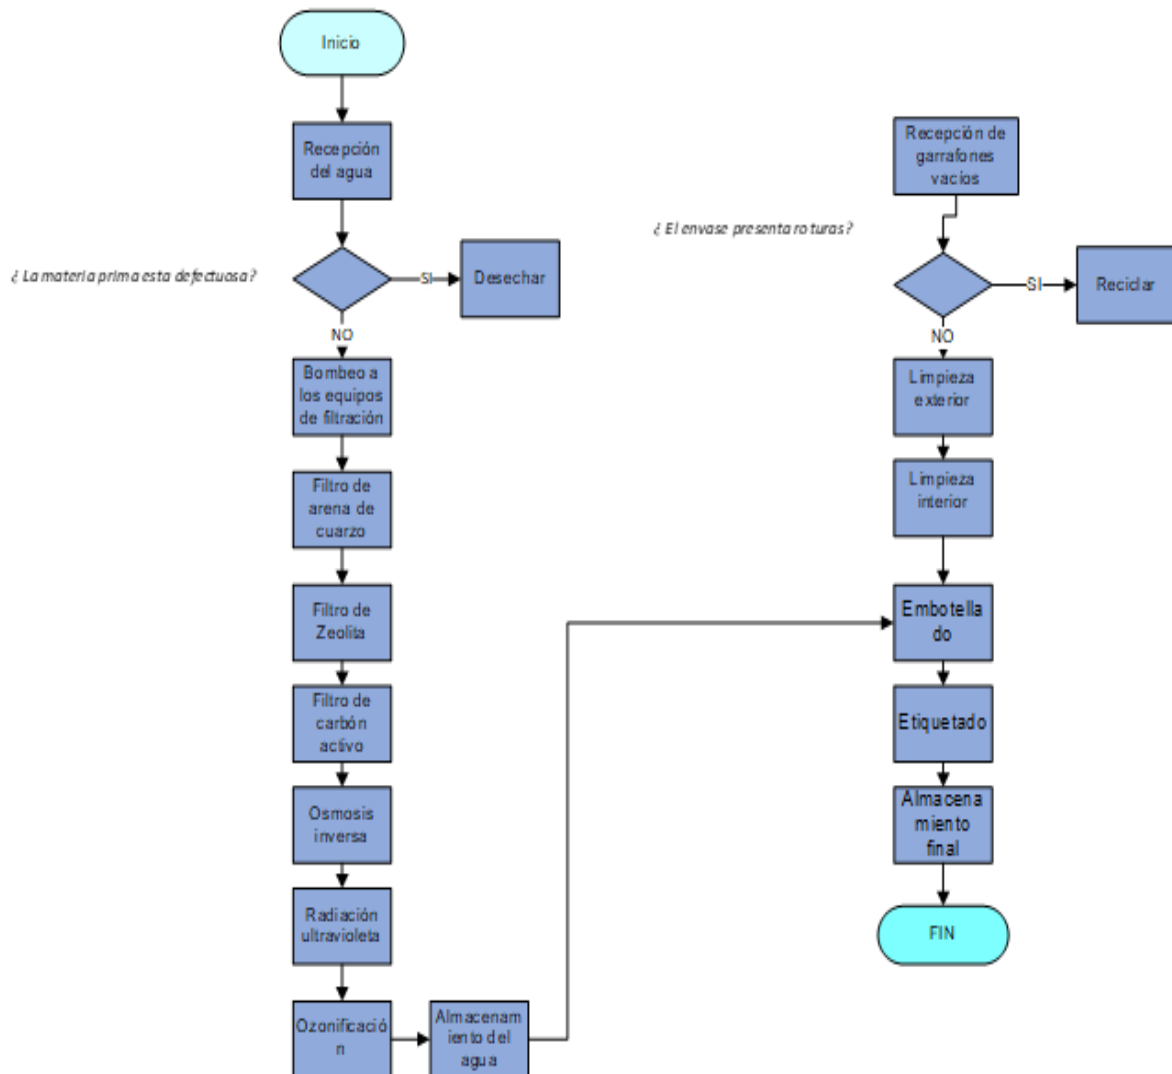 Inicio
Recepción
del agua
¿ La materia prima esta defectuosa?
SI
Desechar
NO
Bombeo a
los equipos
de filtración
Filtro de
arena de
cuarzo
Filtro de
Zeolita
Filtro de
carbón
activo
Osmosis
inversa
Radiación
ultravioleta
Ozonificació
n
Almacenam
iento del
agua
Recepción de
garrafones
vacíos
¿ El envase presenta roturas?
SI
Reciclar
NO
Limpieza
exterior
Limpieza
interior
Embotella
do
Etiquetado
Almacena
miento
final
FIN